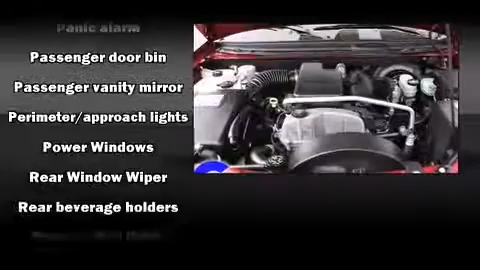 Panic alarm
Passenger door bin
Passenger vanity mirror
Perimeter/approach lights
Power Windows
Rear Window Wiper
Rear beverage holders